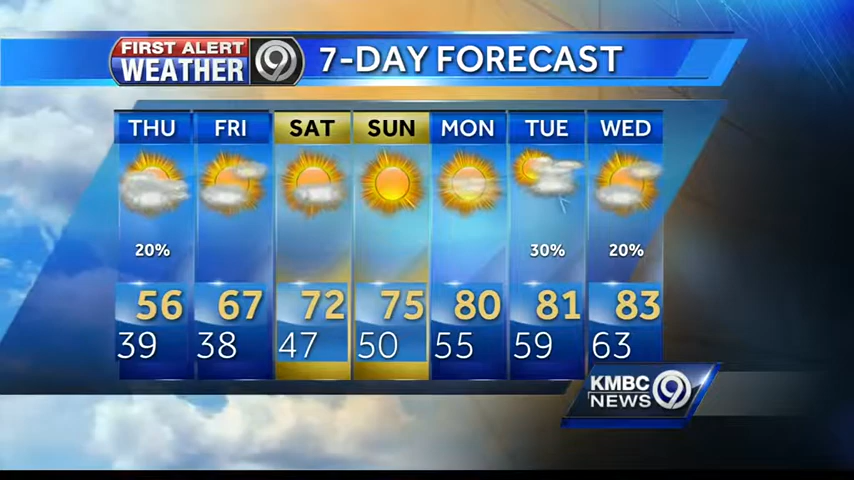 FIRST ALERT
WEATHER 9
7-DAY FORECAST
THU FRI SAT SUN MON TUE WED
20% 30% 20%
56 67 72 75 80 81 83
39 38 47 50 55 59 63
KMBC 9
NEWS